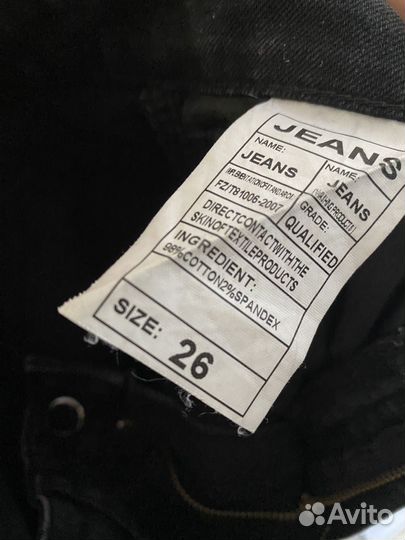 JEANS
NAME: NAME:
JEANS JEANS
FZ/T81006-2007 GRADE:
QUALIFIED
DIRECTCONTACTWITHTHE
SKINOFTEXTILEPRODUCTS
INGREDIENT:
98%COTTON2%SPANDEX
SIZE: 26
Avito